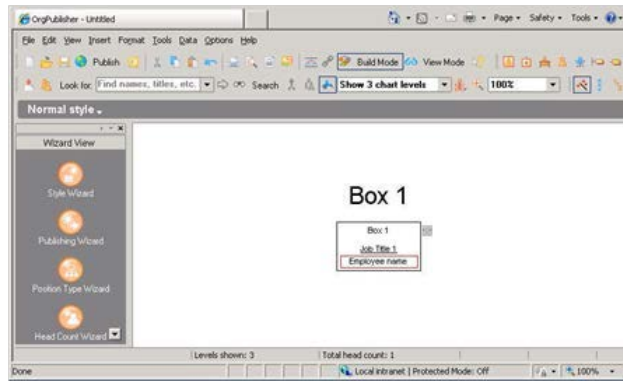 OrgPublisher - Untitled
Page Safety Tools
File Edit View Insert Format Tools Data Options Help
Publish Build Mode View Mode
Look for: Find names, titles, etc. Search Show 3 chart levels 100%
Normal style
Wizard View
Style Wizard
Publishing Wizard
Position Type Wizard
Head Count Wizard
Box 1
Box 1
Job Title 1
Employee name
Levels shown: 3 Total head count: 1
Done Local intranet | Protected Mode: Off 100%